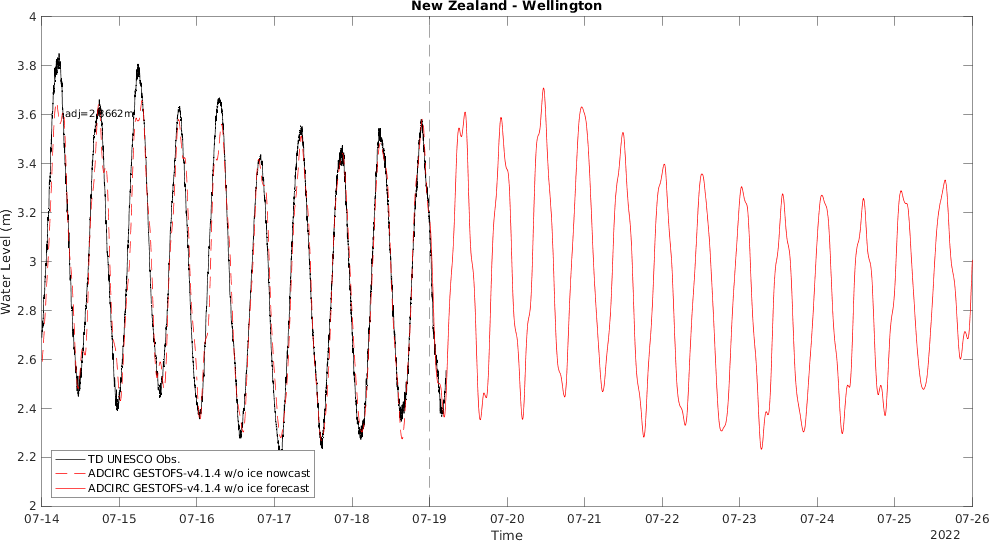 New Zealand - Wellington
4
3.8
3.6
3.4
3.2
3
2.8
2.6
2.4
2.2
2
Water Level (m)
TD UNESCO Obs.
ADCIRC GESTOFS-v4.1.4 w/o ice nowcast
ADCIRC GESTOFS-v4.1.4 w/o ice forecast
07-14 07-15 07-16 07-17 07-18 07-19 07-20 07-21 07-22 07-23 07-24 07-25 07-26
Time
2022